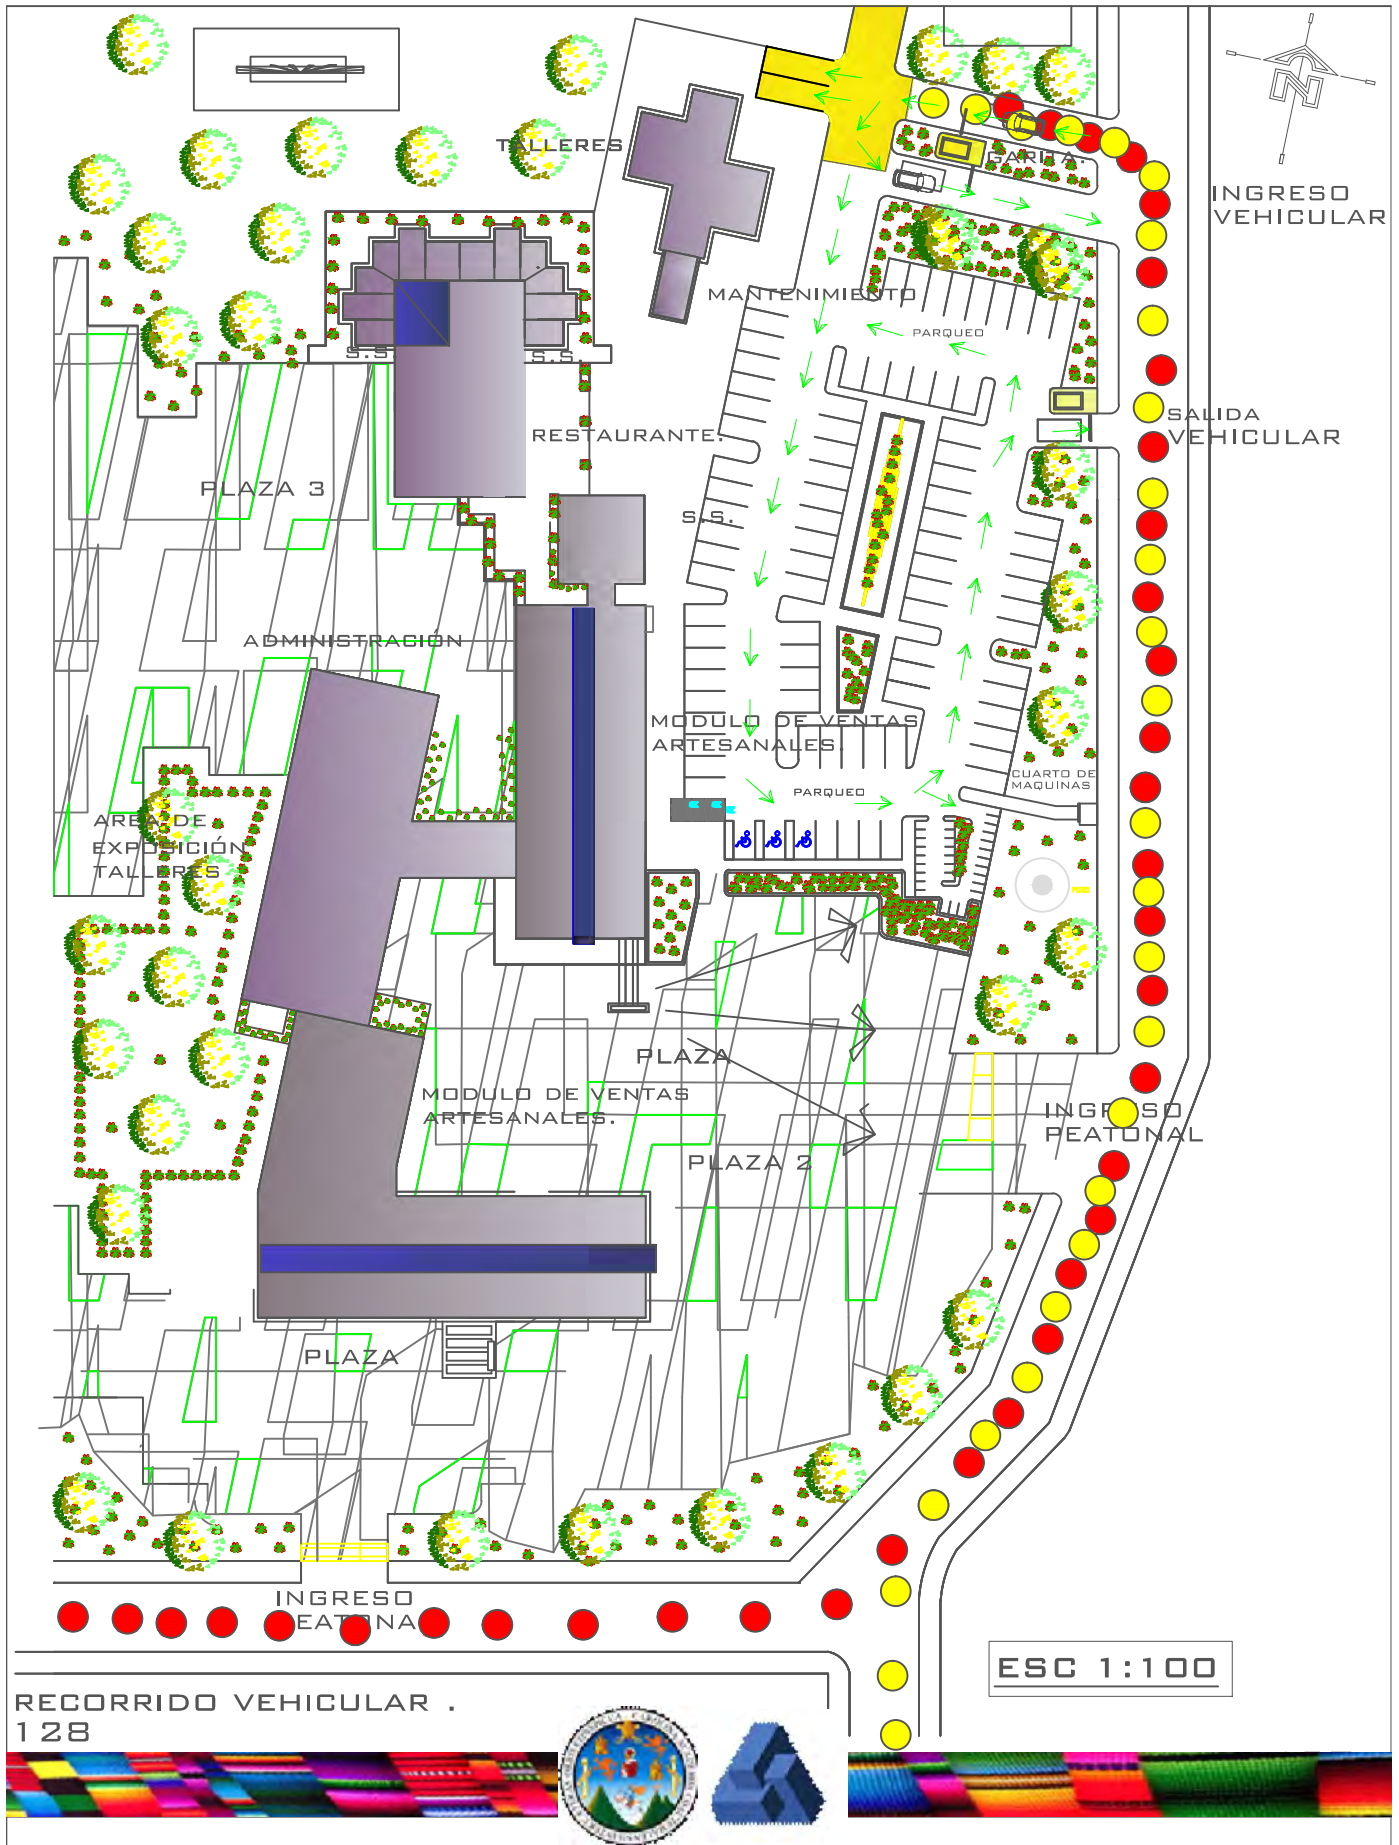 TALLERES
GARITA.
INGRESO
VEHICULAR
MANTENIMIENTO
PARQUEO
S.S.
S.S.
SALIDA
VEHICULAR
RESTAURANTE.
PLAZA 3
S.S.
ADMINISTRACIÓN
MODULO DE VENTAS
ARTESANALES.
CUARTO DE
MAQUINAS
PARQUEO
AREA DE
EXPOSICIÓN
TALLERES
PLAZA
MODULO DE VENTAS
ARTESANALES.
INGRESO
PEATONAL
PLAZA 2
PLAZA
INGRESO
PEATONA
ESC 1:100
RECORRIDO VEHICULAR .
128